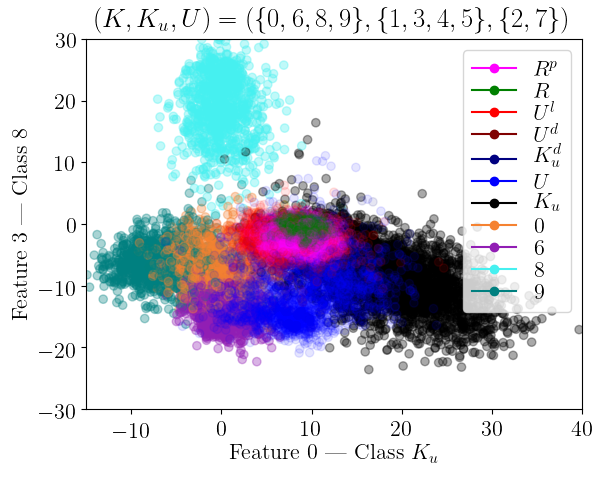 (K, K_u, U) = ({0, 6, 8, 9}, {1, 3, 4, 5}, {2, 7})
30
20
10
0
−10
−20
−30
Feature 3 — Class 8
R^p
R
U^l
U^d
K_u^d
U
K_u
0
6
8
9
−10
0
10
20
30
40
Feature 0 — Class K_u